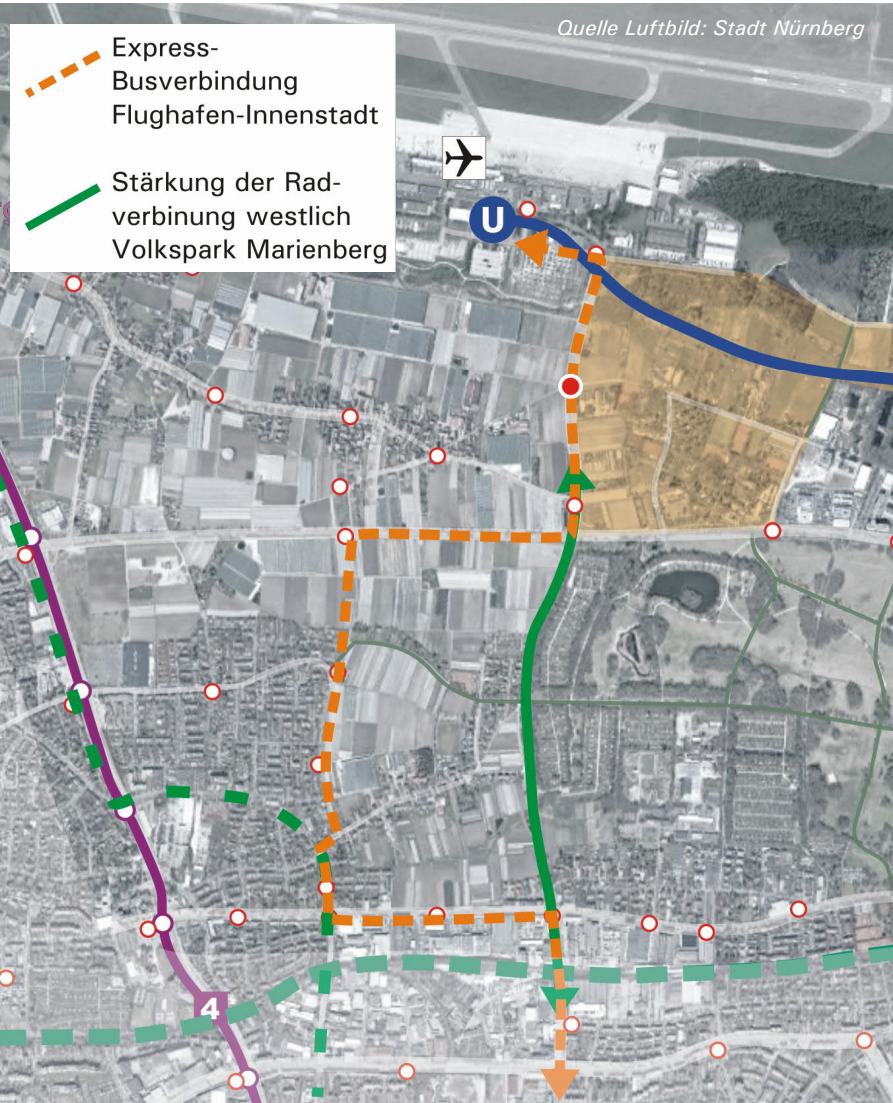 Quelle Luftbild: Stadt Nürnberg
Express-
Busverbindung
Flughafen-Innenstadt
Stärkung der Rad-
verbinung westlich
Volkspark Marienberg
U
4